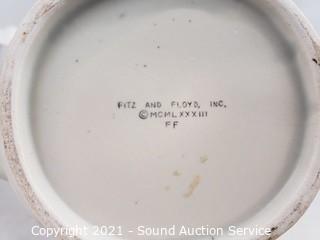 FITZ AND FLOYD, INC.
©MCMLXXXIII
FF
Copyright 2021 - Sound Auction Service